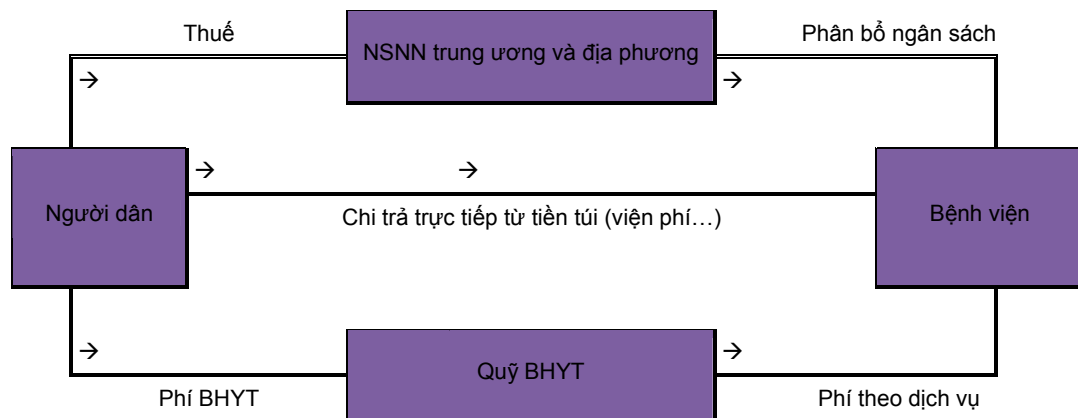 Thuế
NSNN trung ương và địa phương
Phân bổ ngân sách
→
→
→
→
Người dân
Chi trả trực tiếp từ tiền túi (viện phí…)
Bệnh viện
→
→
Quỹ BHYT
Phí BHYT
Phí theo dịch vụ